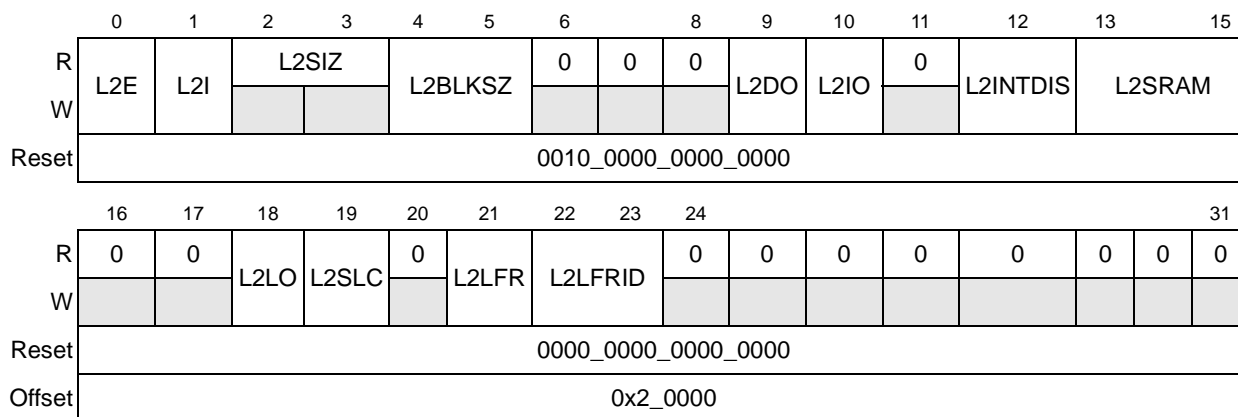 0 1 2 3 4 5 6 8 9 10 11 12 13 15
R L2E L2I L2SIZ L2BLKSZ 0 0 0 L2DO L2IO 0 L2INTDIS L2SRAM
W
Reset 0010_0000_0000_0000
16 17 18 19 20 21 22 23 24 31
R 0 0 L2LO L2SLC 0 L2LFR L2LFRID 0 0 0 0 0 0 0 0
W
Reset 0000_0000_0000_0000
Offset 0x2_0000